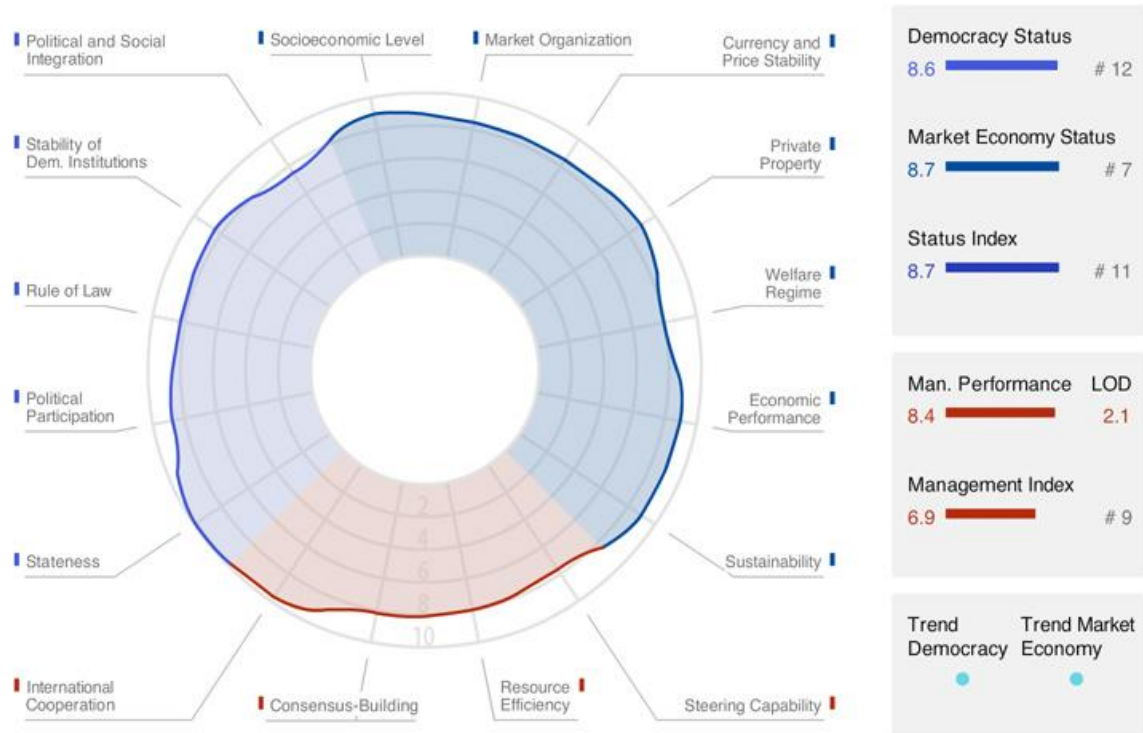 Political and Social
Integration
Socioeconomic Level
Market Organization
Currency and
Price Stability
Stability of
Dem. Institutions
Private
Property
Rule of Law
Welfare
Regime
Political
Participation
Economic
Performance
Stateness
Sustainability
International
Cooperation
Consensus-Building
Resource
Efficiency
Steering Capability
2
4
6
8
10
Democracy Status
8.6 # 12
Market Economy Status
8.7 # 7
Status Index
8.7 # 11
Man. Performance LOD
8.4 2.1
Management Index
6.9 # 9
Trend Trend Market
Democracy Economy